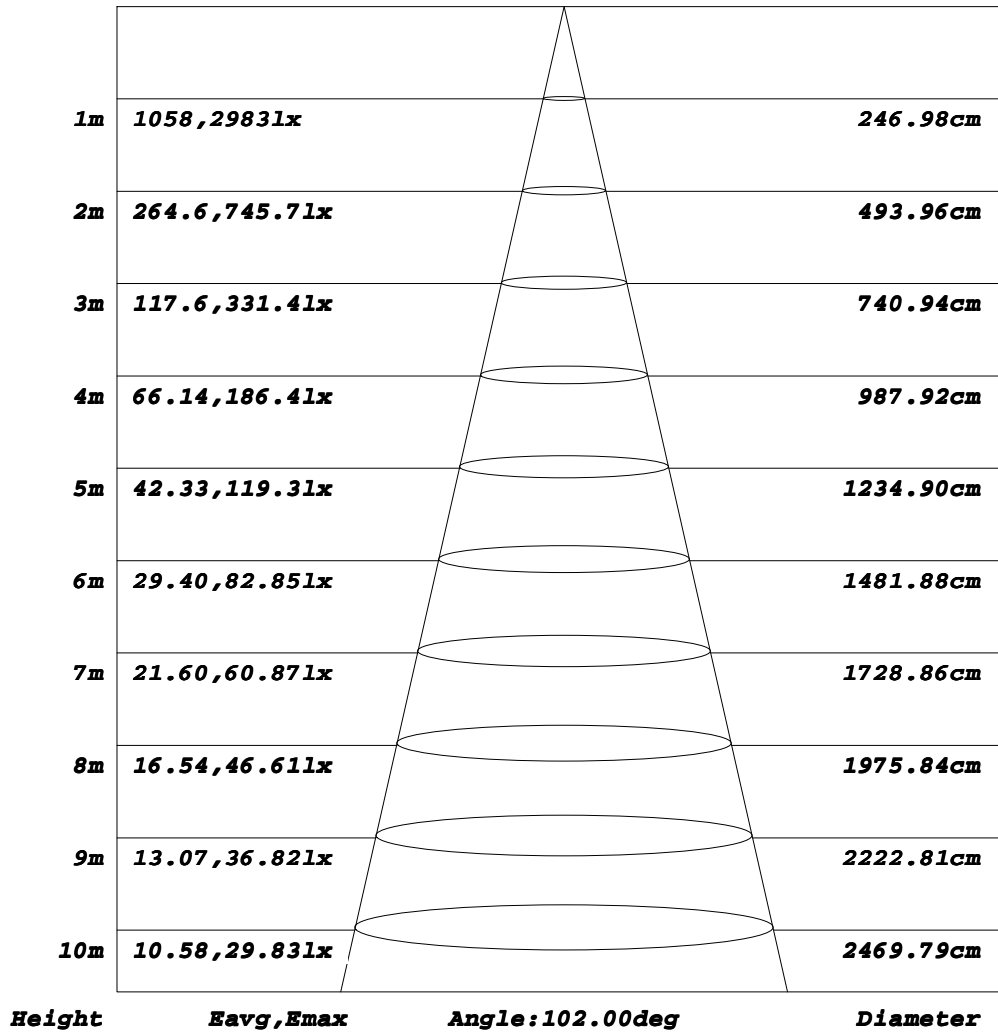 1m 1058,2983lx 246.98cm
2m 264.6,745.7lx 493.96cm
3m 117.6,331.4lx 740.94cm
4m 66.14,186.4lx 987.92cm
5m 42.33,119.3lx 1234.90cm
6m 29.40,82.85lx 1481.88cm
7m 21.60,60.87lx 1728.86cm
8m 16.54,46.61lx 1975.84cm
9m 13.07,36.82lx 2222.81cm
10m 10.58,29.83lx 2469.79cm
Height Eavg,Emax Angle:102.00deg Diameter